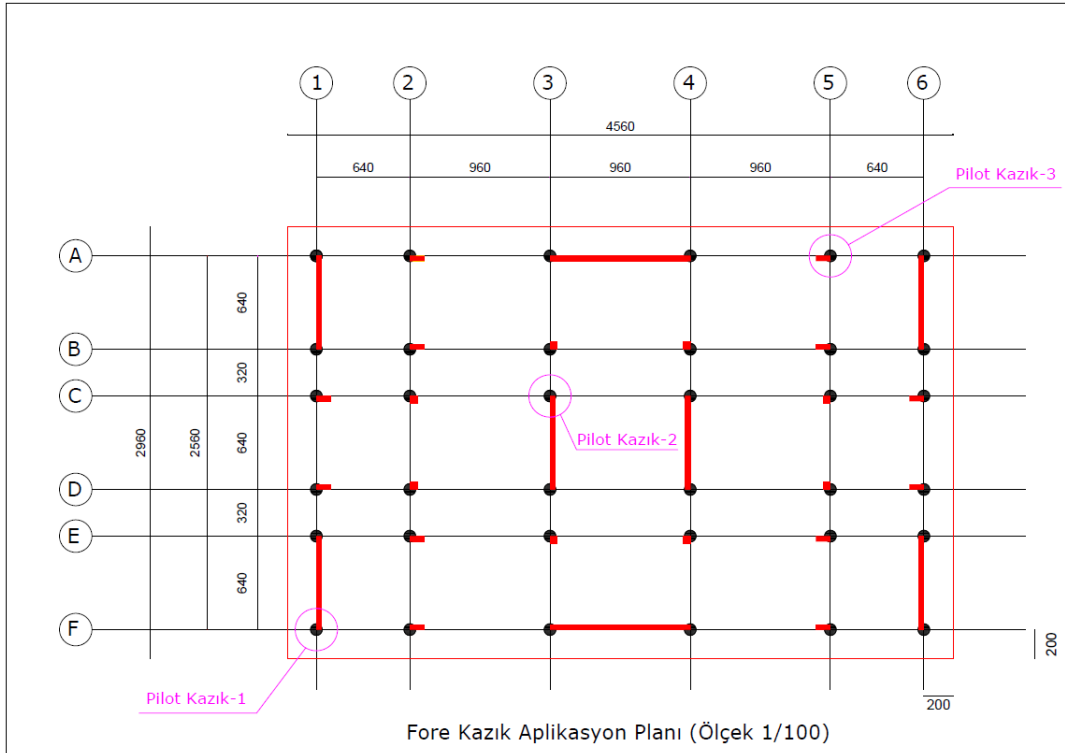 1 2 3 4 5 6
4560
640 960 960 960 640
Pilot Kazık-3
A
640
B
320
C
2960 2560 640
Pilot Kazık-2
D
320
E
640
F
200
Pilot Kazık-1
200
Fore Kazık Aplikasyon Planı (Ölçek 1/100)